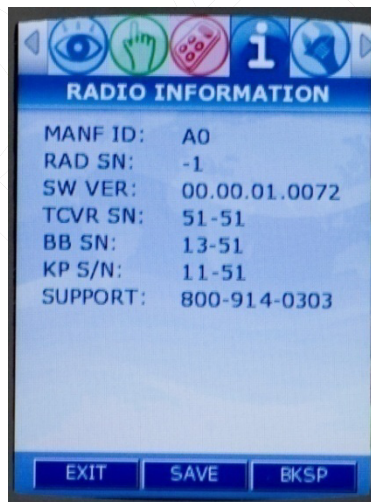 i
RADIO INFORMATION
MANF ID: A0
RAD SN: -1
SW VER: 00.00.01.0072
TCVR SN: 51-51
BB SN: 13-51
KP S/N: 11-51
SUPPORT: 800-914-0303
EXIT SAVE BKSP